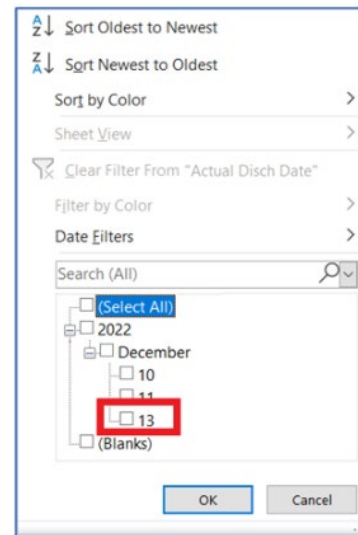 Sort Oldest to Newest
Sort Newest to Oldest
Sort by Color
Sheet View
Clear Filter From "Actual Disch Date"
Filter by Color
Date Filters
Search (All)
(Select All)
2022
December
10
11
13
(Blanks)
OK Cancel